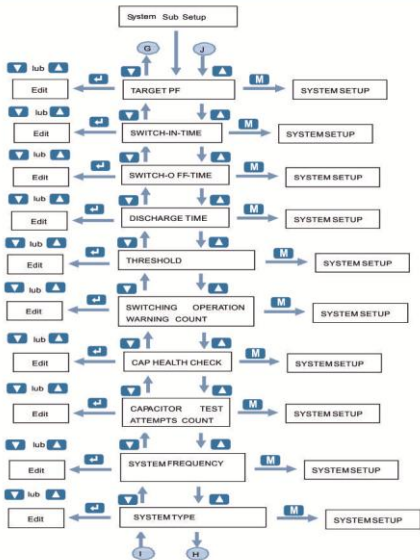 System Sub Setup
G J
lub
Edit TARGET PF M SYSTEM SETUP
lub
Edit SWITCH-IN-TIME M SYSTEM SETUP
lub
Edit SWITCH-O FF-TIME M SYSTEM SETUP
lub
Edit DISCHARGE TIME M SYSTEM SETUP
lub
Edit THRESHOLD M SYSTEM SETUP
lub
Edit SWITCHING OPERATION M SYSTEM SETUP
WARNING COUNT
lub
Edit CAP HEALTH CHECK M SYSTEM SETUP
lub
Edit CAPACITOR TEST M SYSTEM SETUP
ATTEMPTS COUNT
lub
Edit SYSTEM FREQUENCY M SYSTEM SETUP
lub
Edit SYSTEM TYPE M SYSTEM SETUP
I H